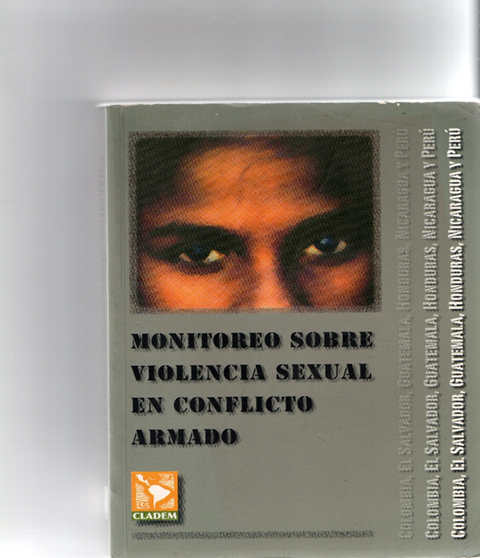 MONITOREO SOBRE
VIOLENCIA SEXUAL
EN CONFLICTO
ARMADO
CLADEM
COLOMBIA, EL SALVADOR, GUATEMALA, HONDURAS, NICARAGUA Y PERÚ
COLOMBIA, EL SALVADOR, GUATEMALA, HONDURAS, NICARAGUA Y PERÚ
COLOMBIA, EL SALVADOR, GUATEMALA, HONDURAS, NICARAGUA Y PERÚ